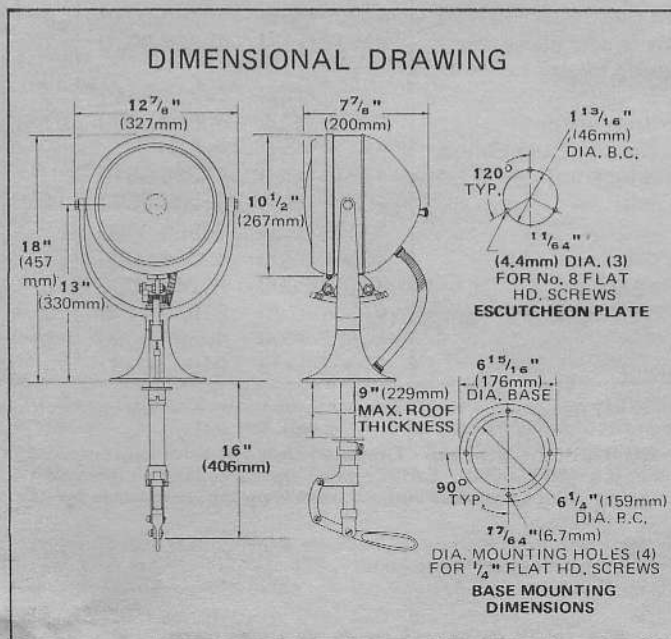 DIMENSIONAL DRAWING
12 7/8"
(327mm)
7 7/8"
(200mm)
1 13/16"
(46mm)
DIA. B.C.
120°
TYP.
10 1/2"
(267mm)
18"
(457
mm)
13"
(330mm)
11/64"
(4.4mm) DIA. (3)
FOR No. 8 FLAT
HD. SCREWS
ESCUTCHEON PLATE
6 15/16"
(176mm)
DIA. BASE
9" (229mm)
MAX. ROOF
THICKNESS
16"
(406mm)
90°
TYP.
6 1/4" (159mm)
DIA. B.C.
17/64" (6.7mm)
DIA. MOUNTING HOLES (4)
FOR 1/4" FLAT HD. SCREWS
BASE MOUNTING
DIMENSIONS